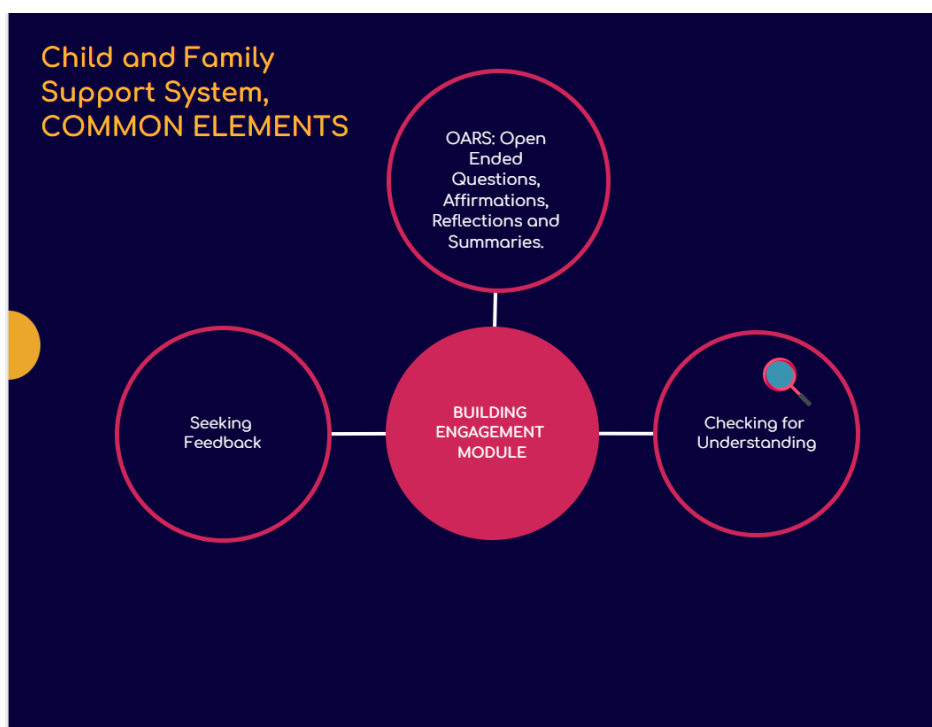 Child and Family
Support System,
COMMON ELEMENTS
OARS: Open
Ended
Questions,
Affirmations,
Reflections and
Summaries.
Seeking
Feedback
BUILDING
ENGAGEMENT
MODULE
Checking for
Understanding